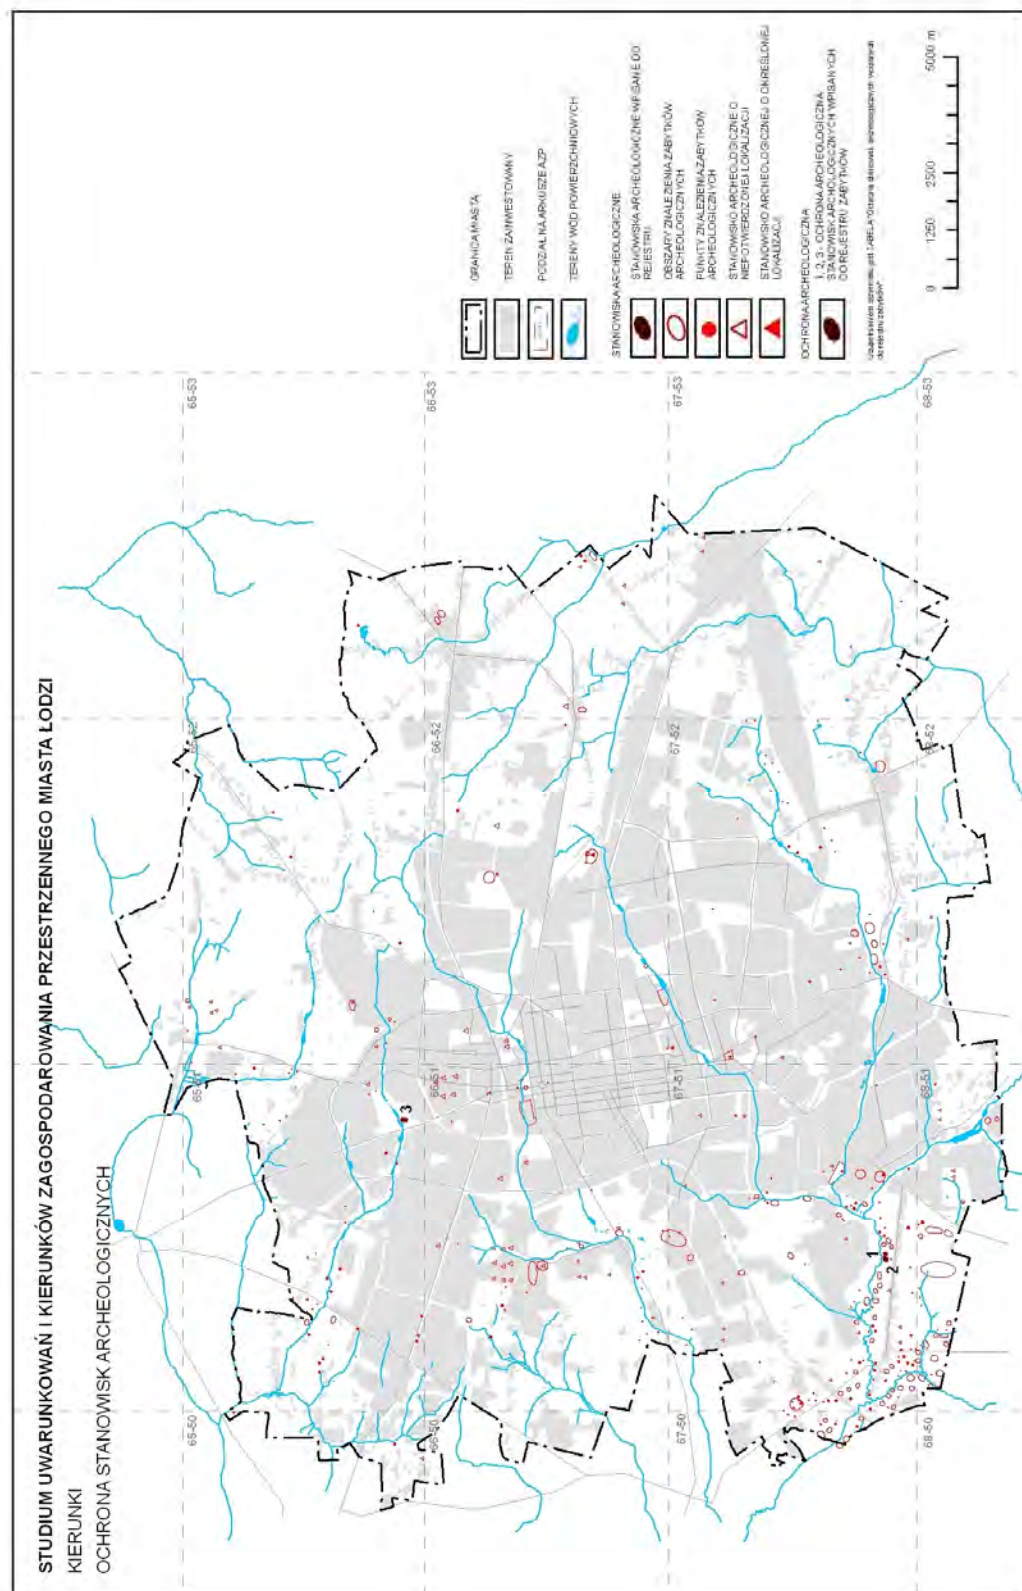 STUDIUM UWARUNKOWAŃ I KIERUNKÓW ZAGOSPODAROWANIA PRZESTRZENNEGO MIASTA ŁODZI
KIERUNKI
OCHRONA STANOWISK ARCHEOLOGICZNYCH
65-50
65-51
65-52
65-53
66-50
66-51
66-52
66-53
67-50
67-51
67-52
67-53
68-50
68-51
68-52
68-53
3
1
2
GRANICA MIASTA
TEREN ZAINWESTOWANY
PODZIAŁ NA ARKUSZE AZP
TERENY WÓD POWIERZCHNIOWYCH
STANOWISKA ARCHEOLOGICZNE
STANOWISKA ARCHEOLOGICZNE WPISANE DO
REJESTRU
OBSZARY ZNALEZIENIA ZABYTKÓW
ARCHEOLOGICZNYCH
PUNKTY ZNALEZIENIA ZABYTKÓW
ARCHEOLOGICZNYCH
STANOWISKO ARCHEOLOGICZNE O
NIEPOTWIERDZONEJ LOKALIZACJI
STANOWISKO ARCHEOLOGICZNE O OKREŚLONEJ
LOKALIZACJI
OCHRONA ARCHEOLOGICZNA
1, 2, 3 - OCHRONA ARCHEOLOGICZNA
STANOWISK ARCHOLOGICZNYCH WPISANYCH
DO REJESTRU ZABYTKÓW
do rejestru zabytków"
0 1250 2500 5000 m